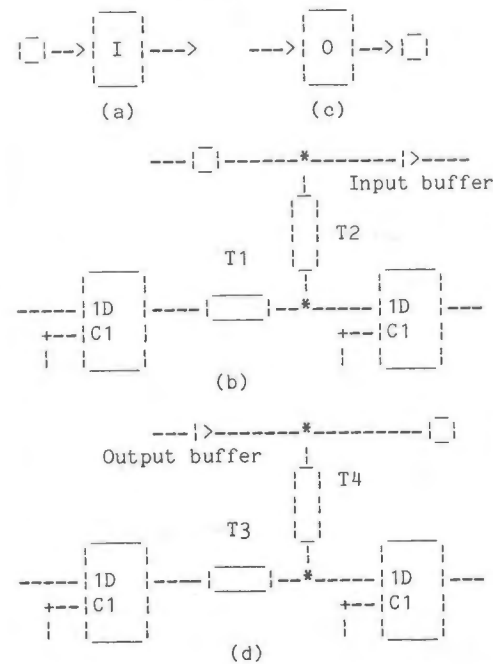 I O
(a) (c)
Input buffer
T2
T1
1D 1D
C1 C1
(b)
Output buffer
T4
T3
1D 1D
C1 C1
(d)